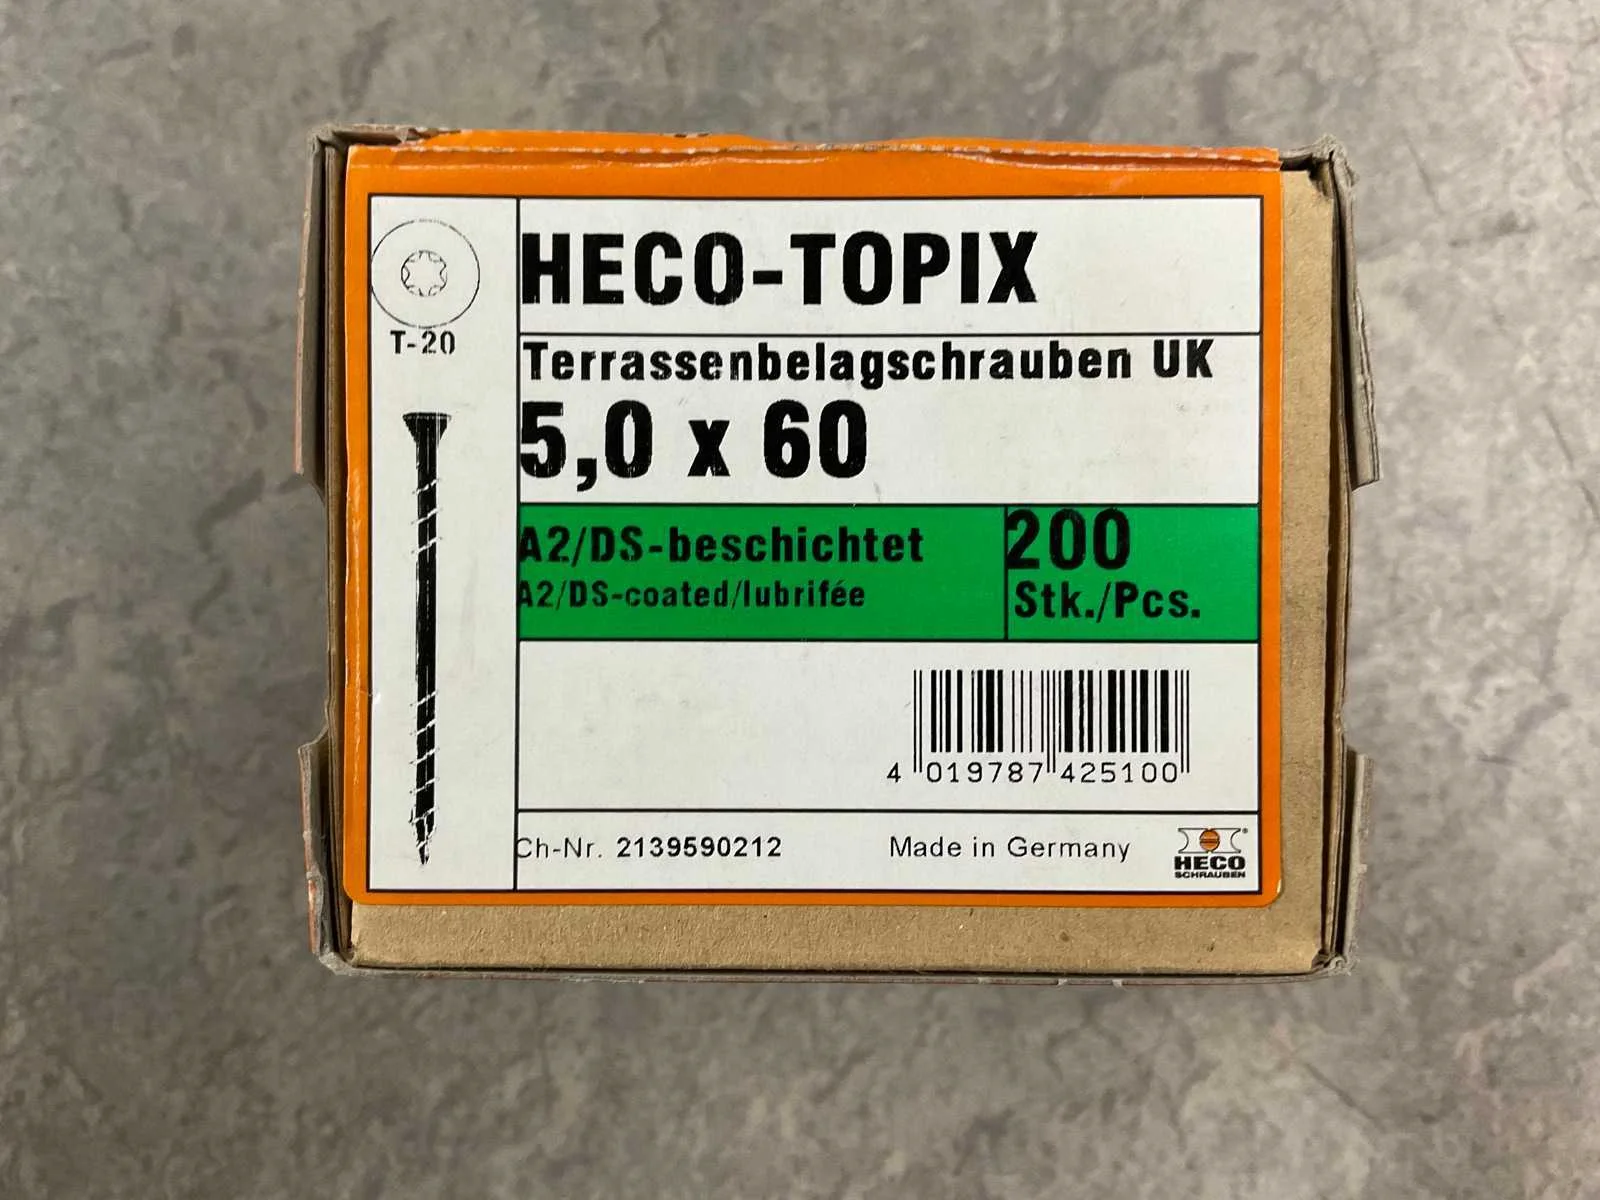 HECO-TOPIX
T-20
Terrassenbelagschrauben UK
5,0 x 60
A2/DS-beschichtet
A2/DS-coated/lubrifée
200
Stk./Pcs.
4 019787 425100
Ch-Nr. 2139590212
Made in Germany
HECO
SCHRAUBEN